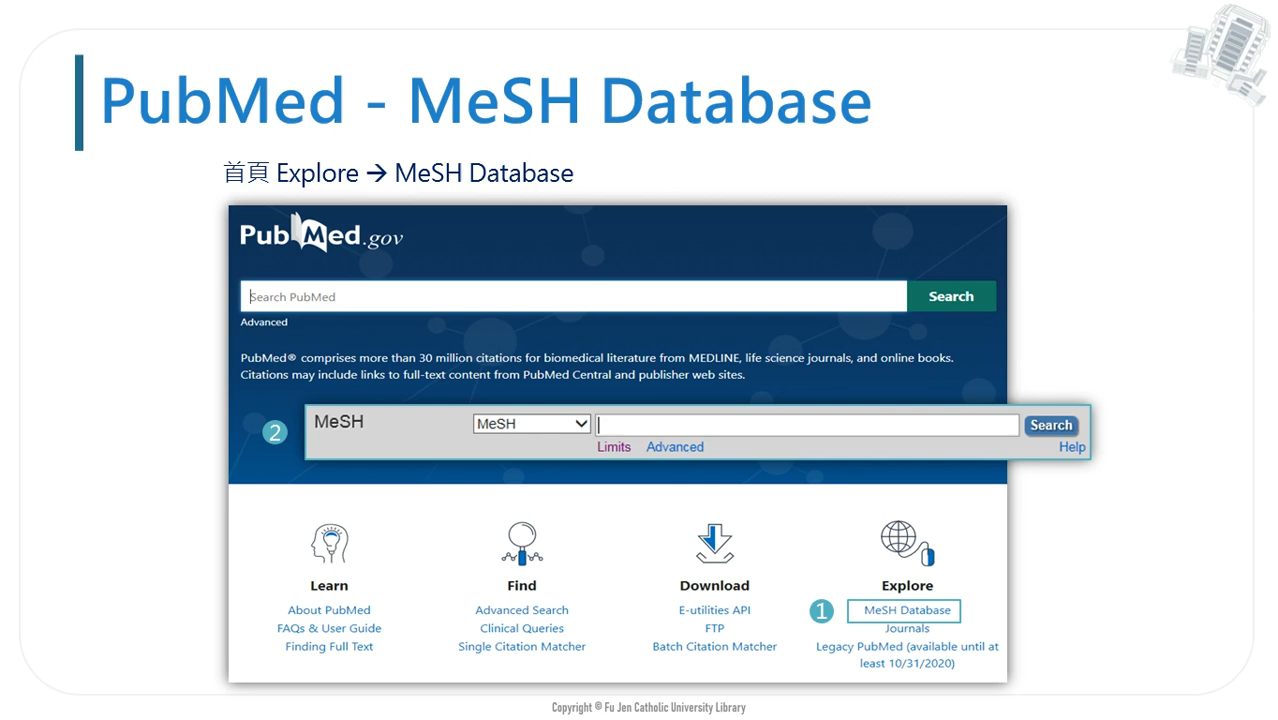 PubMed - MeSH Database
首頁 Explore → MeSH Database
PubMed.gov
Search PubMed
Search
Advanced
PubMed® comprises more than 30 million citations for biomedical literature from MEDLINE, life science journals, and online books.
Citations may include links to full-text content from PubMed Central and publisher web sites.
2
MeSH
MeSH
Search
Limits Advanced
Help
Learn
About PubMed
FAQs & User Guide
Finding Full Text
Find
Advanced Search
Clinical Queries
Single Citation Matcher
Download
E-utilities API
FTP
Batch Citation Matcher
Explore
1
MeSH Database
Journals
Legacy PubMed (available until at
least 10/31/2020)
Copyright © Fu Jen Catholic University Library